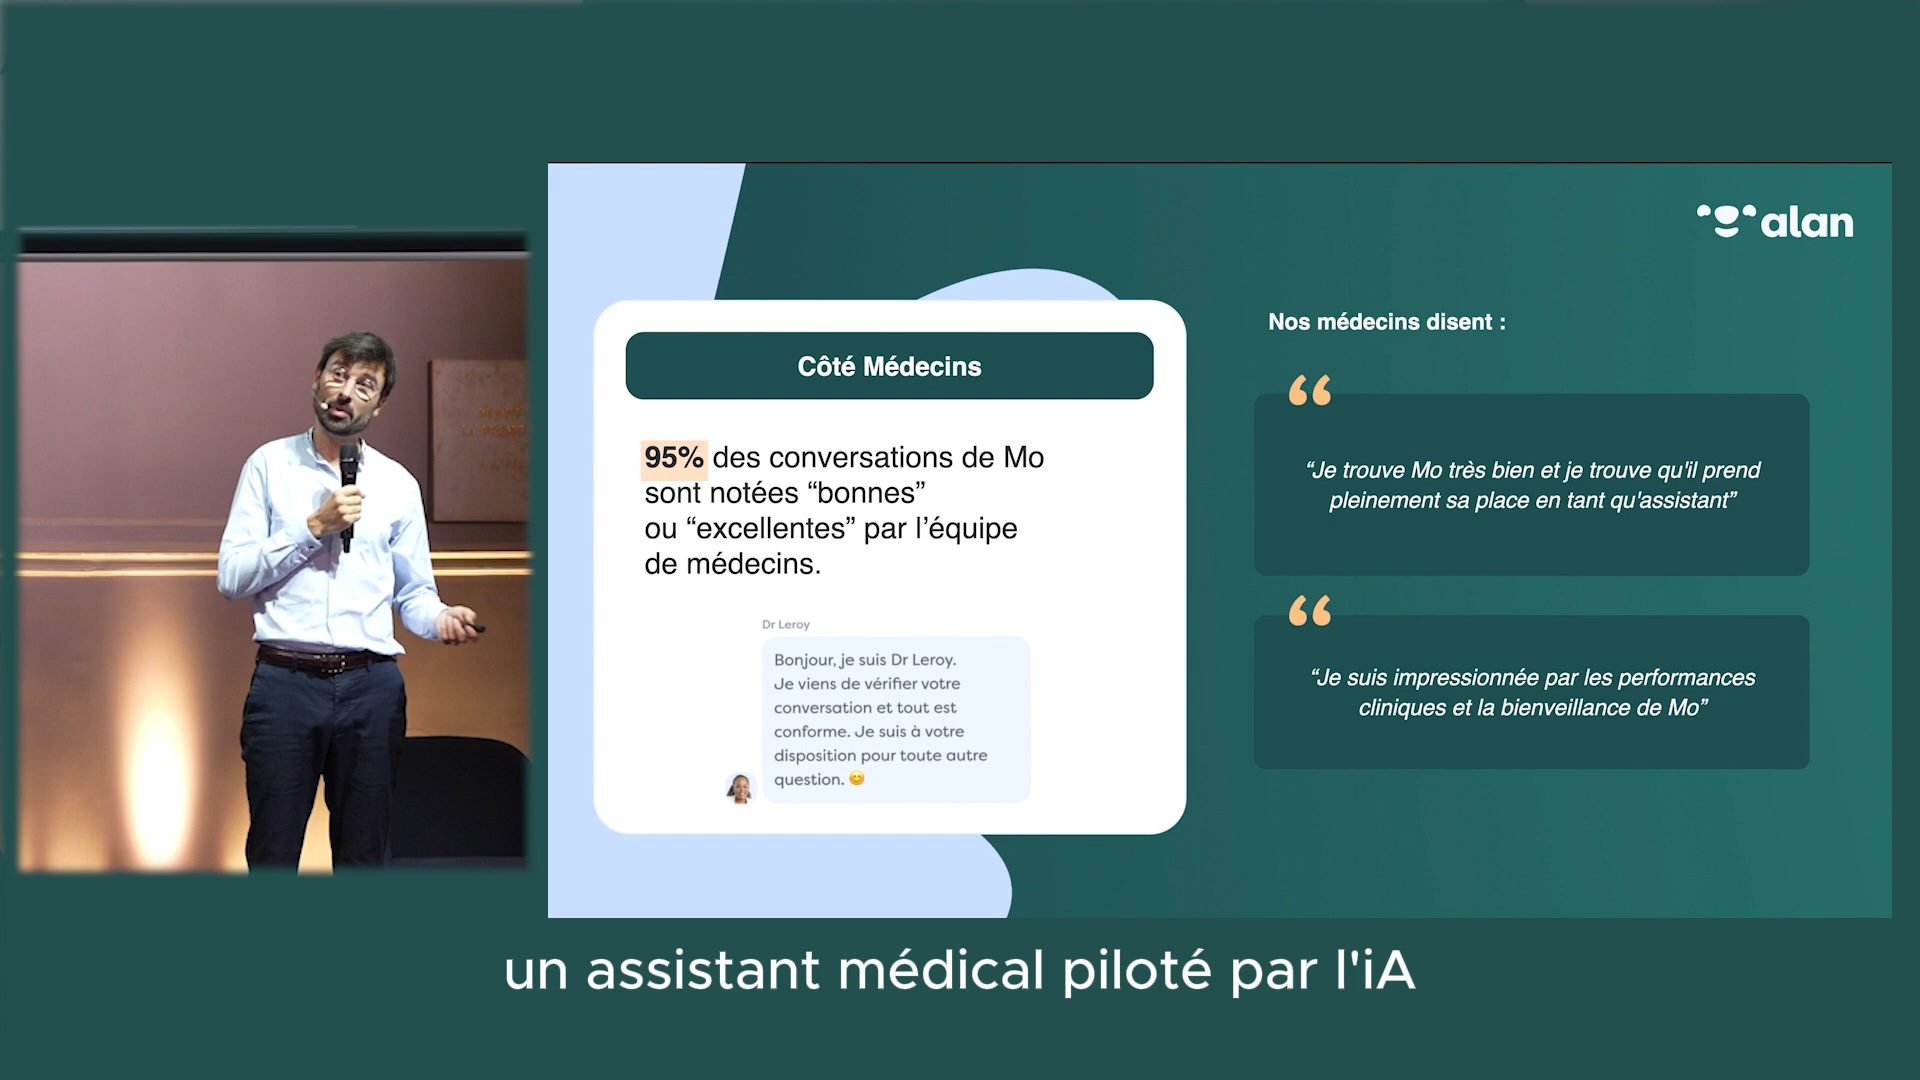 alan
Côté Médecins
95% des conversations de Mo
sont notées “bonnes”
ou “excellentes” par l’équipe
de médecins.
Dr Leroy
Bonjour, je suis Dr Leroy.
Je viens de vérifier votre
conversation et tout est
conforme. Je suis à votre
disposition pour toute autre
question. 😊
Nos médecins disent :
“Je trouve Mo très bien et je trouve qu'il prend
pleinement sa place en tant qu'assistant”
“Je suis impressionnée par les performances
cliniques et la bienveillance de Mo”
un assistant médical piloté par l'iA